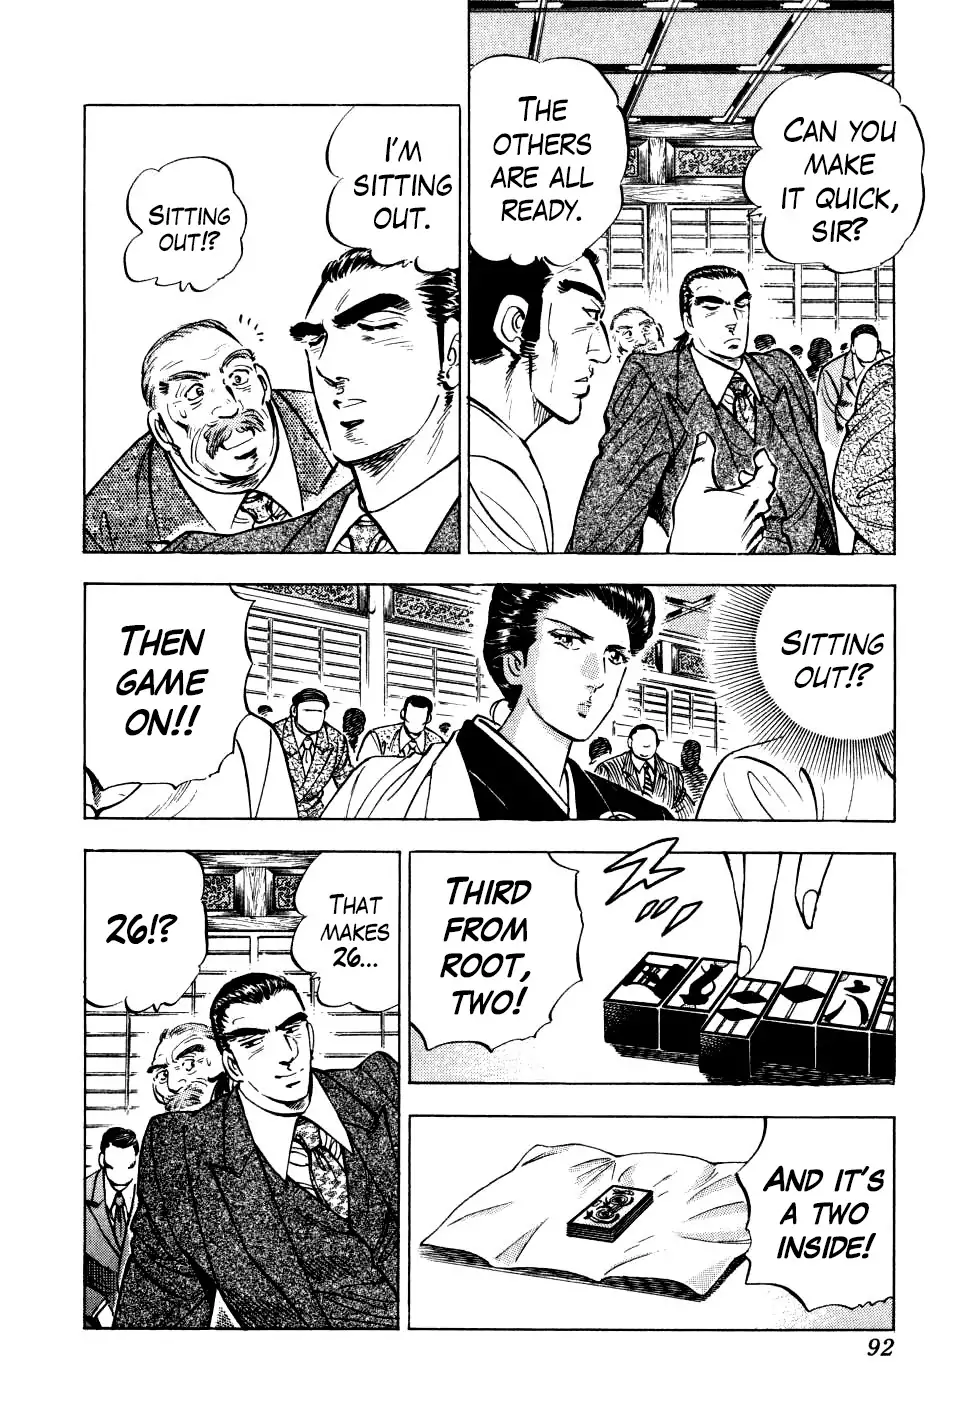 CAN YOU
MAKE
IT QUICK,
SIR?
THE
OTHERS
ARE ALL
READY.
I'M
SITTING
OUT.
SITTING
OUT!?
SITTING
OUT!?
THEN
GAME
ON!!
THIRD
FROM
ROOT,
TWO!
AND IT'S
A TWO
INSIDE!
THAT
MAKES
26...
26!?
92